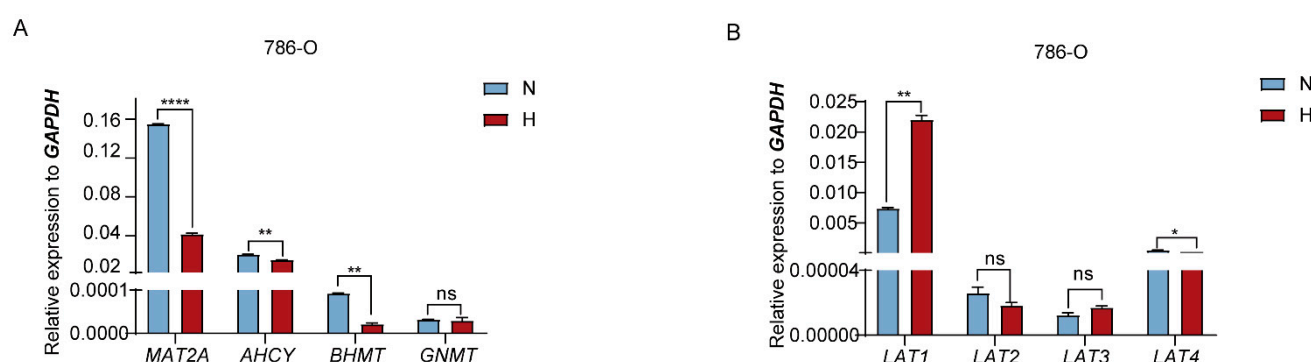 A
786-O
N
H
Relative expression to GAPDH
0.16
0.12
0.08
0.04
0.02
0.0001
0.0000
****
**
**
ns
MAT2A AHCY BHMT GNMT
B
786-O
N
H
Relative expression to GAPDH
0.025
0.020
0.015
0.010
0.005
0.00004
0.00000
**
ns
ns
*
LAT1 LAT2 LAT3 LAT4